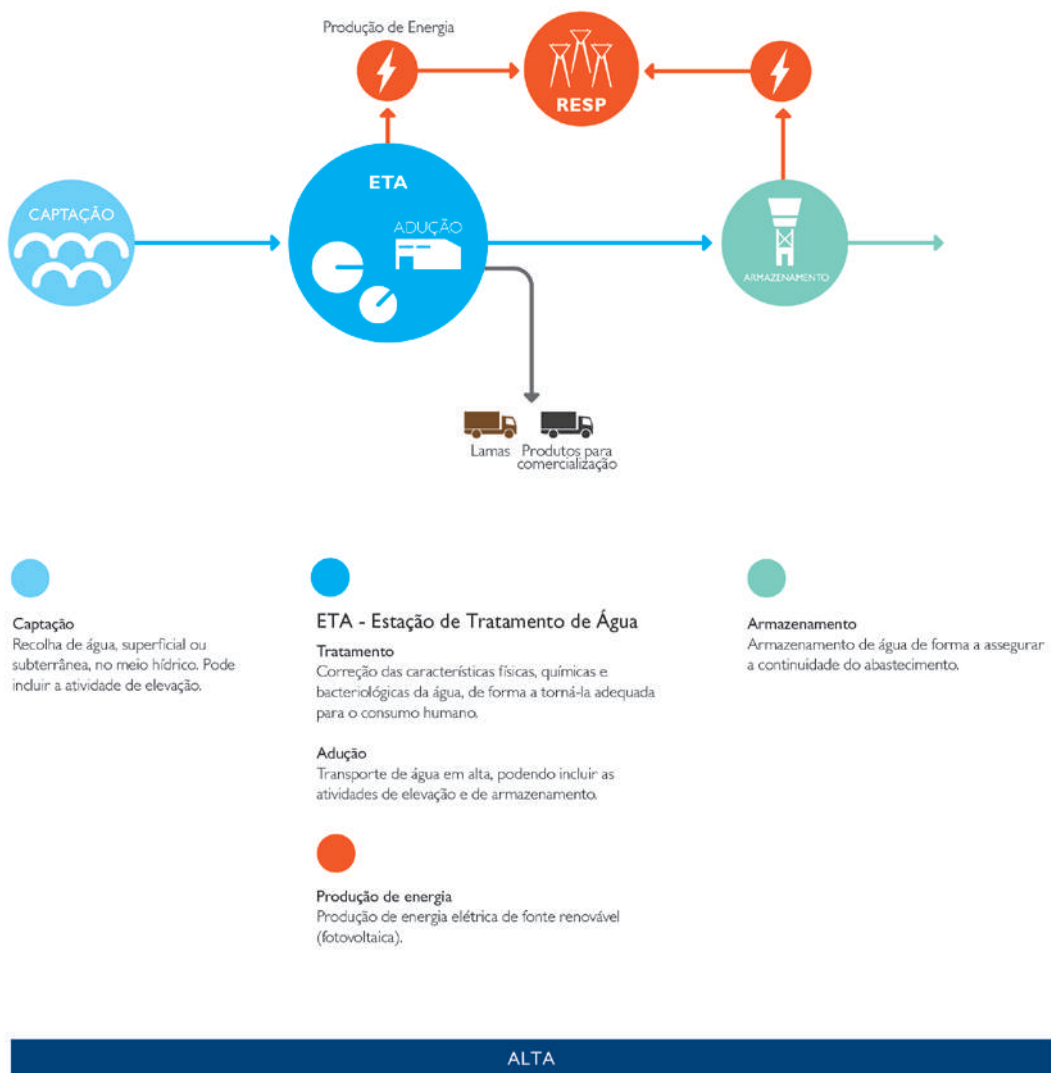 Produção de Energia
RESP
ETA
CAPTAÇÃO
ADUÇÃO
ARMAZENAMENTO
Lamas
Produtos para
comercialização
Captação
Recolha de água, superficial ou
subterrânea, no meio hídrico. Pode
incluir a atividade de elevação.
ETA - Estação de Tratamento de Água
Tratamento
Correção das características físicas, químicas e
bacteriológicas da água, de forma a torná-la adequada
para o consumo humano.
Adução
Transporte de água em alta, podendo incluir as
atividades de elevação e de armazenamento.
Produção de energia
Produção de energia elétrica de fonte renovável
(fotovoltaica).
Armazenamento
Armazenamento de água de forma a assegurar
a continuidade do abastecimento.
ALTA